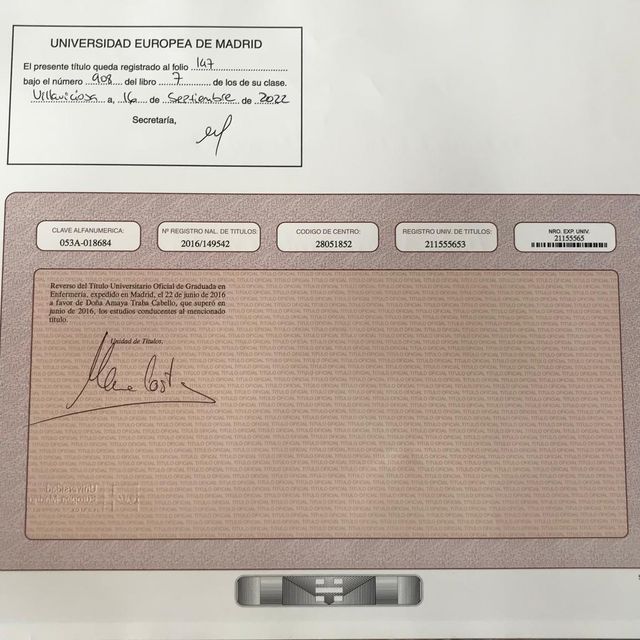 UNIVERSIDAD EUROPEA DE MADRID
El presente título queda registrado al folio 147
bajo el número 908 del libro 7 de los de su clase.
Villaviciosa a, 16 de Septiembre de 2022
Secretaría,
CLAVE ALFANUMERICA:
053A-018684
Nº REGISTRO NAL. DE TITULOS:
2016/149542
CODIGO DE CENTRO:
28051852
REGISTRO UNIV. DE TITULOS:
211555653
NRO. EXP. UNIV.
21155565
Reverso del Título Universitario Oficial de Graduada en
Enfermería, expedido en Madrid, el 22 de junio de 2016
a favor de Doña Amaya Traba Cabello, que superó en
junio de 2016, los estudios conducentes al mencionado
título.
Unidad de Títulos,